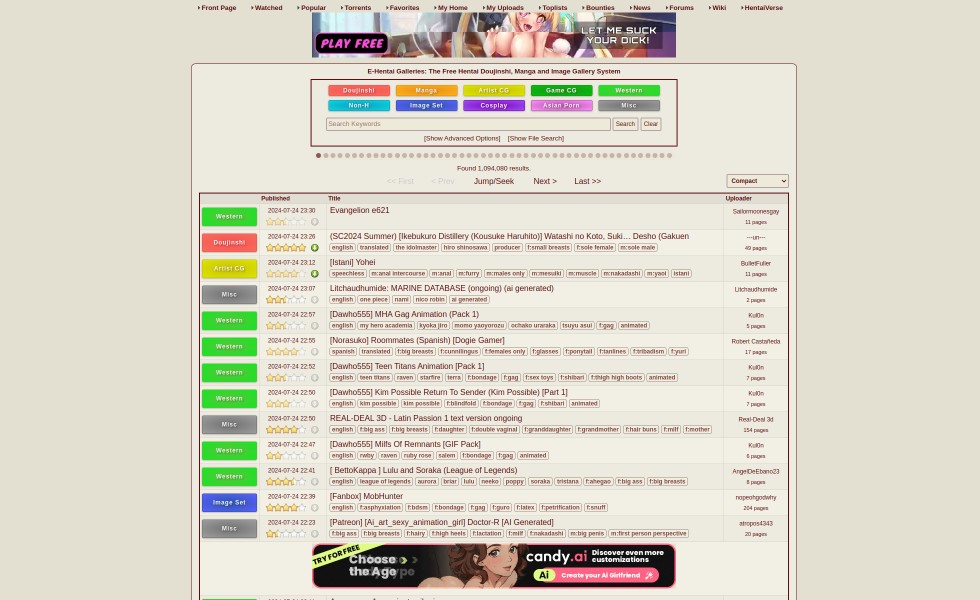 Front Page Watched Popular Torrents Favorites My Home My Uploads Toplists Bounties News Forums Wiki HentaiVerse
PLAY FREE
LET ME SUCK
YOUR DICK!
E-Hentai Galleries: The Free Hentai Doujinshi, Manga and Image Gallery System
Doujinshi Manga Artist CG Game CG Western
Non-H Image Set Cosplay Asian Porn Misc
Search Keywords Search Clear
[Show Advanced Options] [Show File Search]
Found 1,094,080 results.
<< First < Prev Jump/Seek Next > Last >> Compact
Published Title Uploader
Western 2024-07-24 23:30 Evangelion e621 Sailormoonesgay
11 pages
Doujinshi 2024-07-24 23:26 (SC2024 Summer) [Ikebukuro Distillery (Kousuke Haruhito)] Watashi no Koto, Suki... Desho (Gakuen ---un---
english translated the idolmaster hiro shinosawa producer f:small breasts f:sole female m:sole male 49 pages
Artist CG 2024-07-24 23:12 [Istani] Yohei BulletFuller
speechless m:anal intercourse m:anal m:furry m:males only m:mesuiki m:muscle m:nakadashi m:yaoi istani 11 pages
Misc 2024-07-24 23:07 Litchaudhumide: MARINE DATABASE (ongoing) (ai generated) Litchaudhumide
english one piece nami nico robin ai generated 2 pages
Western 2024-07-24 22:57 [Dawho555] MHA Gag Animation (Pack 1) Kul0n
english my hero academia kyoka jiro momo yaoyorozu ochako uraraka tsuyu asui f:gag animated 5 pages
Western 2024-07-24 22:55 [Norasuko] Roommates (Spanish) [Dogie Gamer] Robert Castañeda
spanish translated f:big breasts f:cunnilingus f:females only f:glasses f:ponytail f:tanlines f:tribadism f:yuri 17 pages
Western 2024-07-24 22:52 [Dawho555] Teen Titans Animation [Pack 1] Kul0n
english teen titans raven starfire terra f:bondage f:gag f:sex toys f:shibari f:thigh high boots animated 7 pages
Western 2024-07-24 22:50 [Dawho555] Kim Possible Return To Sender (Kim Possible) [Part 1] Kul0n
english kim possible kim possible f:blindfold f:bondage f:gag f:shibari animated 7 pages
Misc 2024-07-24 22:50 REAL-DEAL 3D - Latin Passion 1 text version ongoing Real-Deal 3d
english f:big ass f:big breasts f:daughter f:double vaginal f:granddaughter f:grandmother f:hair buns f:milf f:mother 154 pages
Western 2024-07-24 22:47 [Dawho555] Milfs Of Remnants [GIF Pack] Kul0n
english rwby raven ruby rose salem f:bondage f:gag animated 6 pages
Western 2024-07-24 22:41 [ BettoKappa ] Lulu and Soraka (League of Legends) AngelDeEbano23
english league of legends aurora briar lulu neeko poppy soraka tristana f:ahegao f:big ass f:big breasts 8 pages
Image Set 2024-07-24 22:39 [Fanbox] MobHunter nopeohgodwhy
english f:asphyxiation f:bdsm f:bondage f:gag f:guro f:latex f:petrification f:snuff 204 pages
Misc 2024-07-24 22:23 [Patreon] [Ai_art_sexy_animation_girl] Doctor-R [AI Generated] atropos4343
f:big ass f:big breasts f:hairy f:high heels f:lactation f:milf f:nakadashi m:big penis m:first person perspective 20 pages
TRY FOR FREE
Choose
the Age
candy.ai
Discover even more
customizations
Ai Create your AI Girlfriend